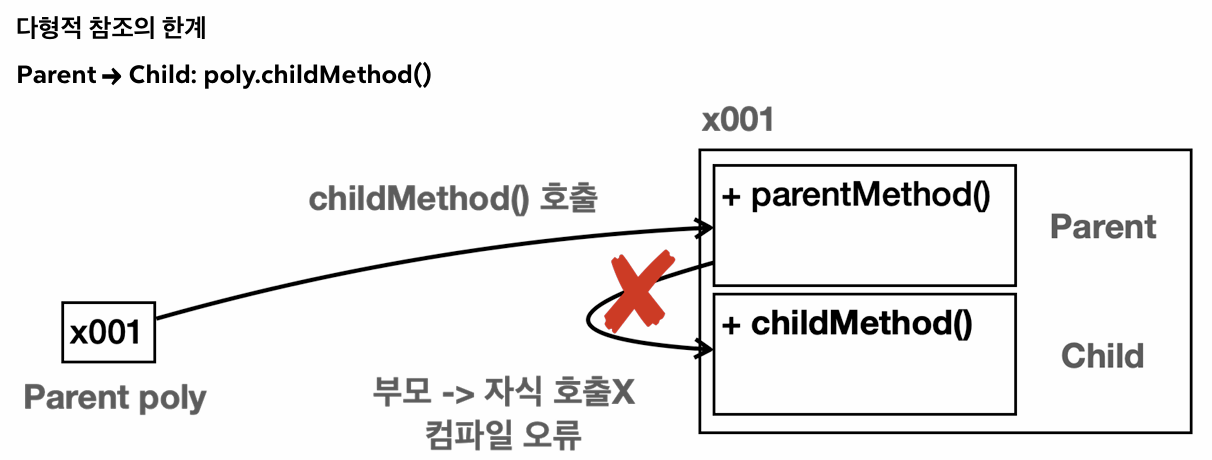 다형적 참조의 한계
Parent → Child: poly.childMethod()
x001
childMethod() 호출
+ parentMethod()
Parent
x001
+ childMethod()
Child
Parent poly
부모 -> 자식 호출X
컴파일 오류